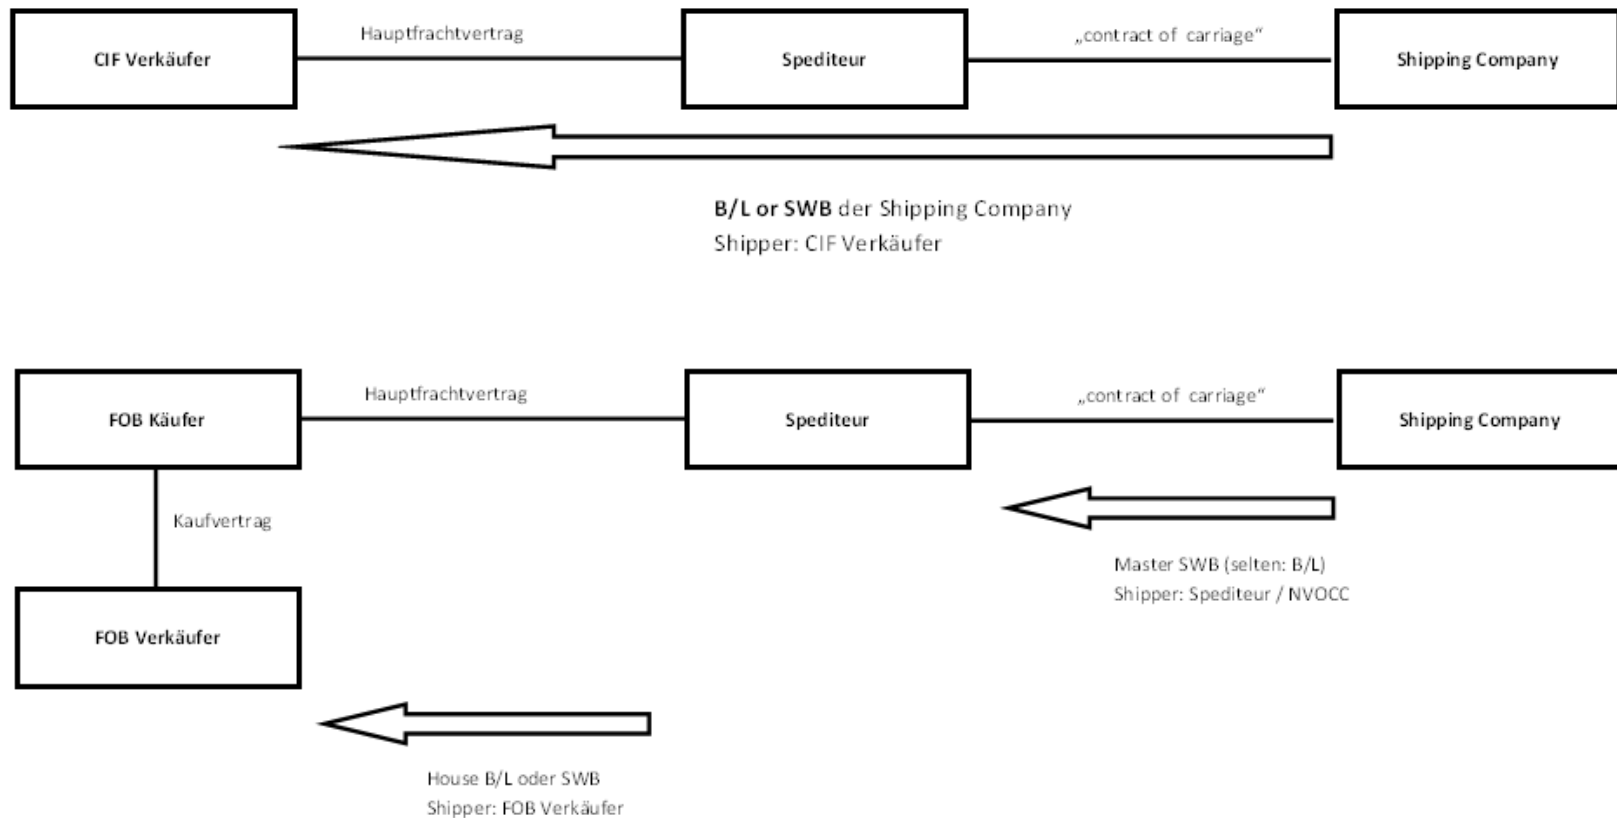 Hauptfrachtvertrag
„contract of carriage“
CIF Verkäufer
Spediteur
Shipping Company
B/L or SWB der Shipping Company
Shipper: CIF Verkäufer
Hauptfrachtvertrag
„contract of carriage“
FOB Käufer
Spediteur
Shipping Company
Kaufvertrag
Master SWB (selten: B/L)
Shipper: Spediteur / NVOCC
FOB Verkäufer
House B/L oder SWB
Shipper: FOB Verkäufer